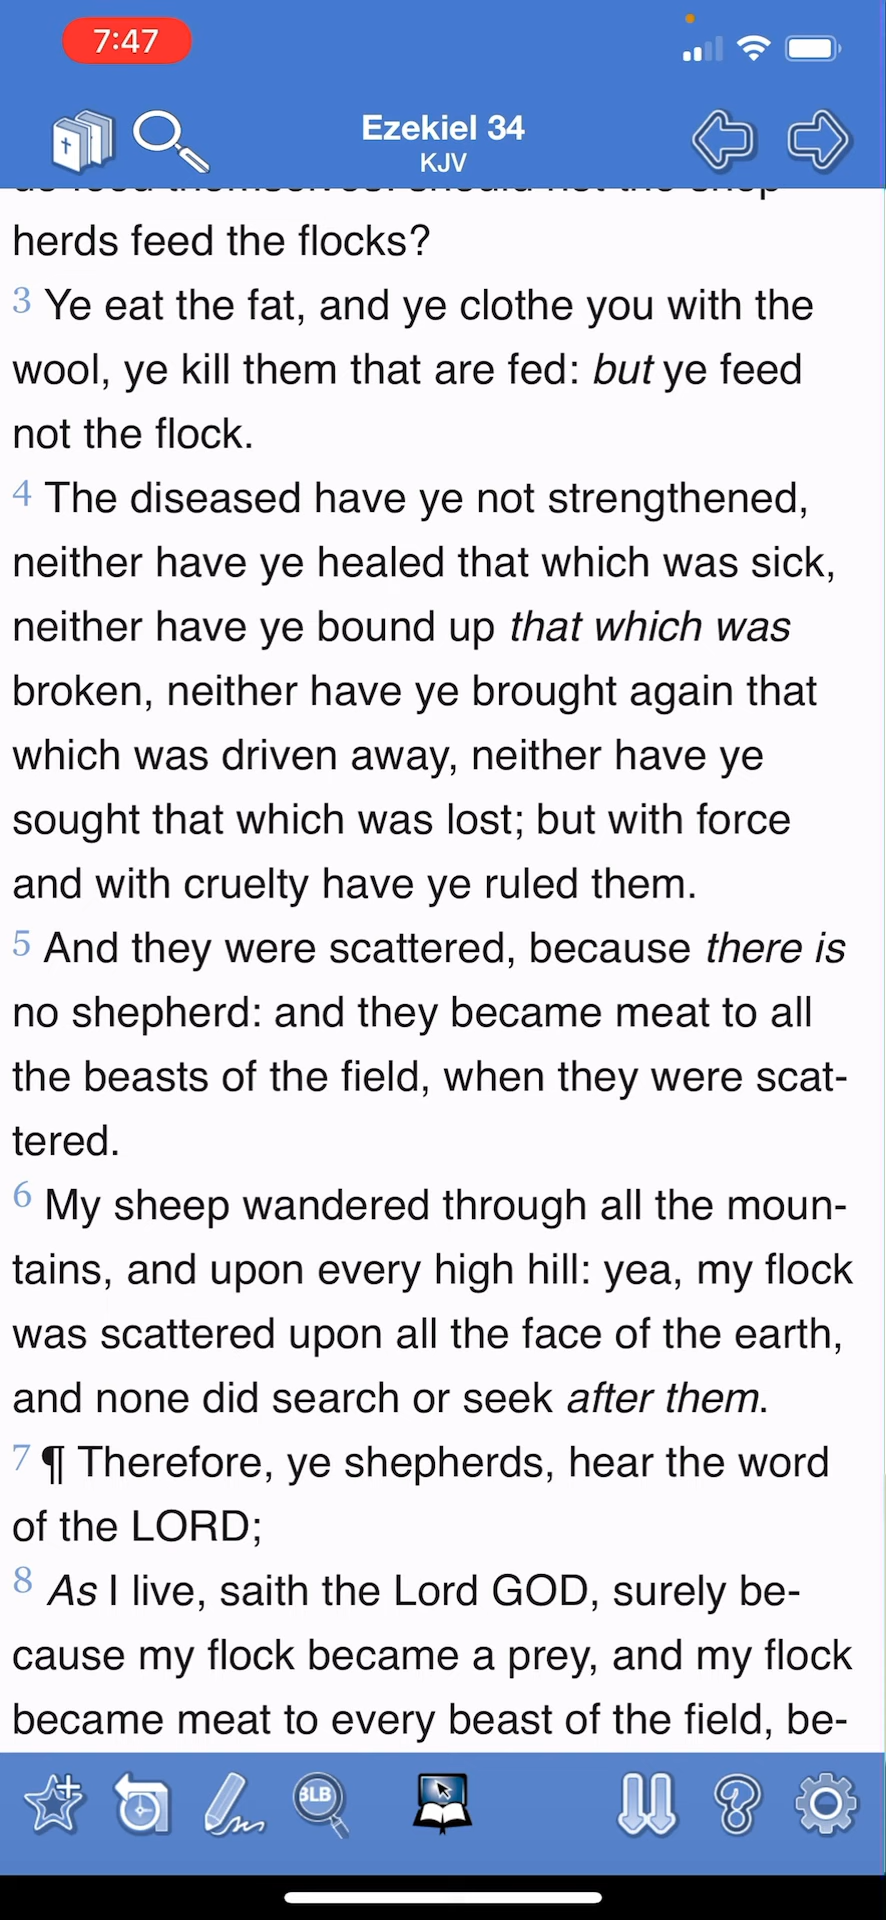 7:47
Ezekiel 34
KJV
herds feed the flocks?
3 Ye eat the fat, and ye clothe you with the
wool, ye kill them that are fed: but ye feed
not the flock.
4 The diseased have ye not strengthened,
neither have ye healed that which was sick,
neither have ye bound up that which was
broken, neither have ye brought again that
which was driven away, neither have ye
sought that which was lost; but with force
and with cruelty have ye ruled them.
5 And they were scattered, because there is
no shepherd: and they became meat to all
the beasts of the field, when they were scat-
tered.
6 My sheep wandered through all the moun-
tains, and upon every high hill: yea, my flock
was scattered upon all the face of the earth,
and none did search or seek after them.
7 ¶ Therefore, ye shepherds, hear the word
of the LORD;
8 As I live, saith the Lord GOD, surely be-
cause my flock became a prey, and my flock
became meat to every beast of the field, be-
BLB